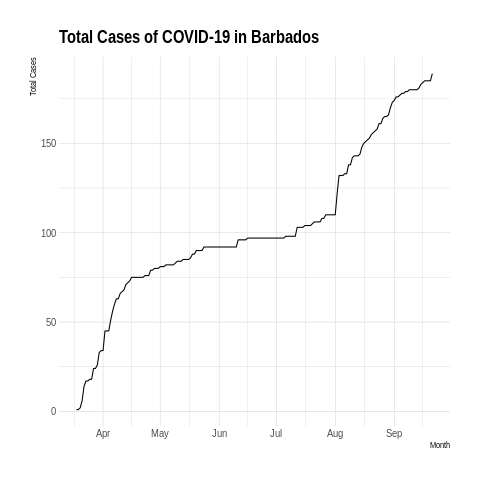 Total Cases of COVID-19 in Barbados
Total Cases
150
100
50
0
Apr May Jun Jul Aug Sep
Month